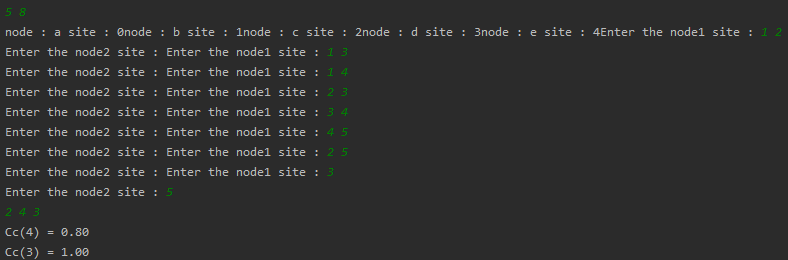 5 8
node : a site : 0node : b site : 1node : c site : 2node : d site : 3node : e site : 4Enter the node1 site : 1 2
Enter the node2 site : Enter the node1 site : 1 3
Enter the node2 site : Enter the node1 site : 1 4
Enter the node2 site : Enter the node1 site : 2 3
Enter the node2 site : Enter the node1 site : 3 4
Enter the node2 site : Enter the node1 site : 4 5
Enter the node2 site : Enter the node1 site : 2 5
Enter the node2 site : Enter the node1 site : 3
Enter the node2 site : 5
2 4 3
Cc(4) = 0.80
Cc(3) = 1.00